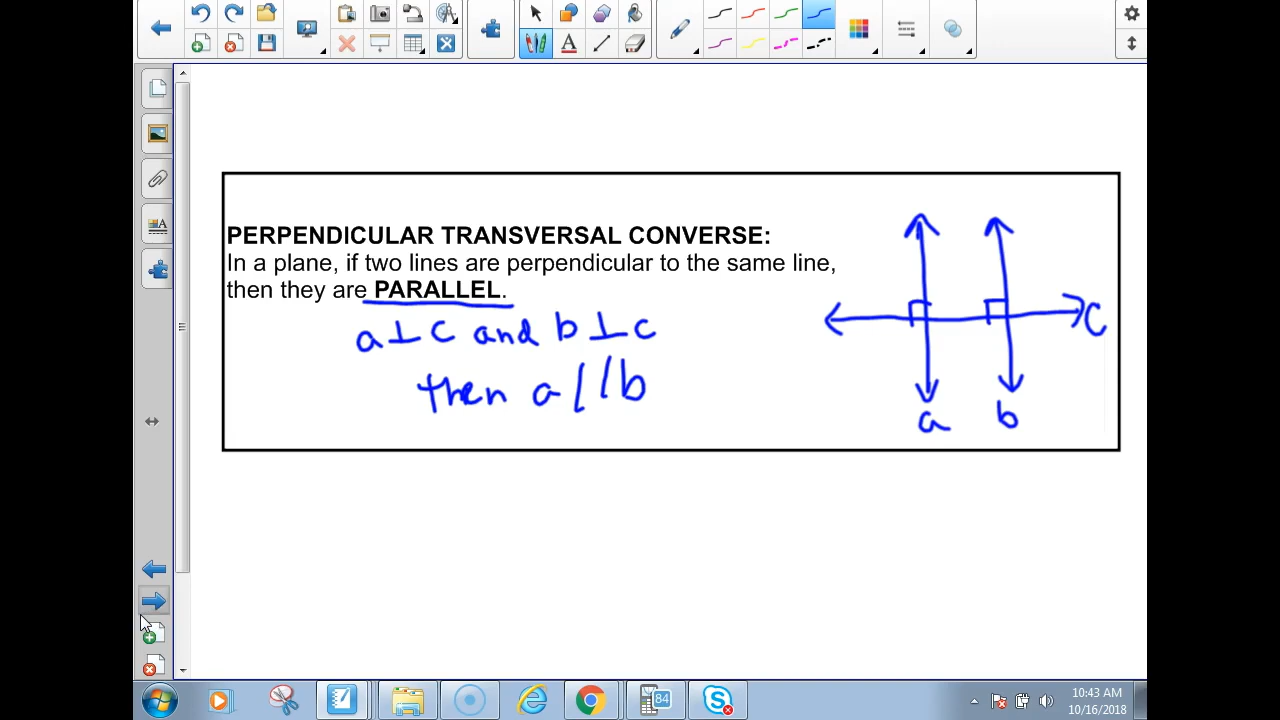 PERPENDICULAR TRANSVERSAL CONVERSE:
In a plane, if two lines are perpendicular to the same line,
then they are PARALLEL.
a⊥c and b⊥c
then a//b
c
a
b
84
10:43 AM
10/16/2018